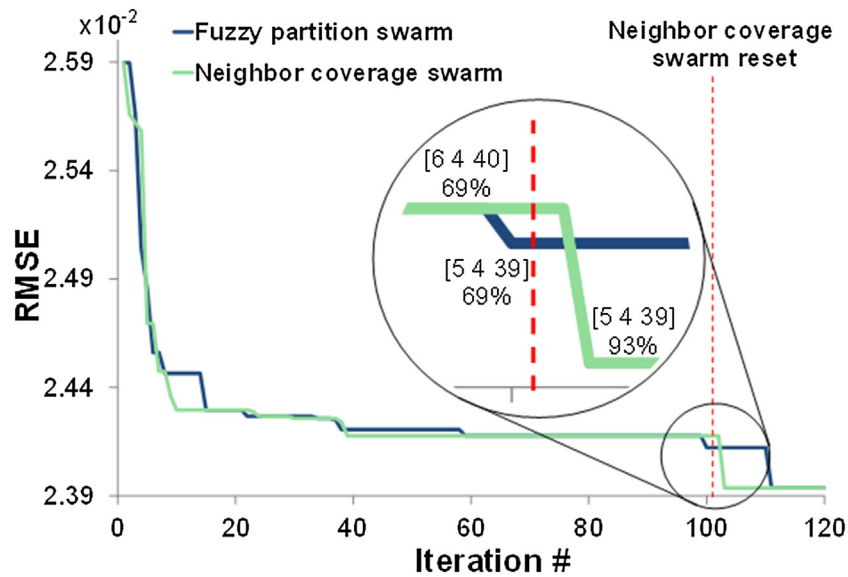 x10⁻²
Fuzzy partition swarm
Neighbor coverage swarm
Neighbor coverage
swarm reset
2.59
2.54
2.49
2.44
2.39
RMSE
[6 4 40]
69%
[5 4 39]
69%
[5 4 39]
93%
0
20
40
60
80
100
120
Iteration #